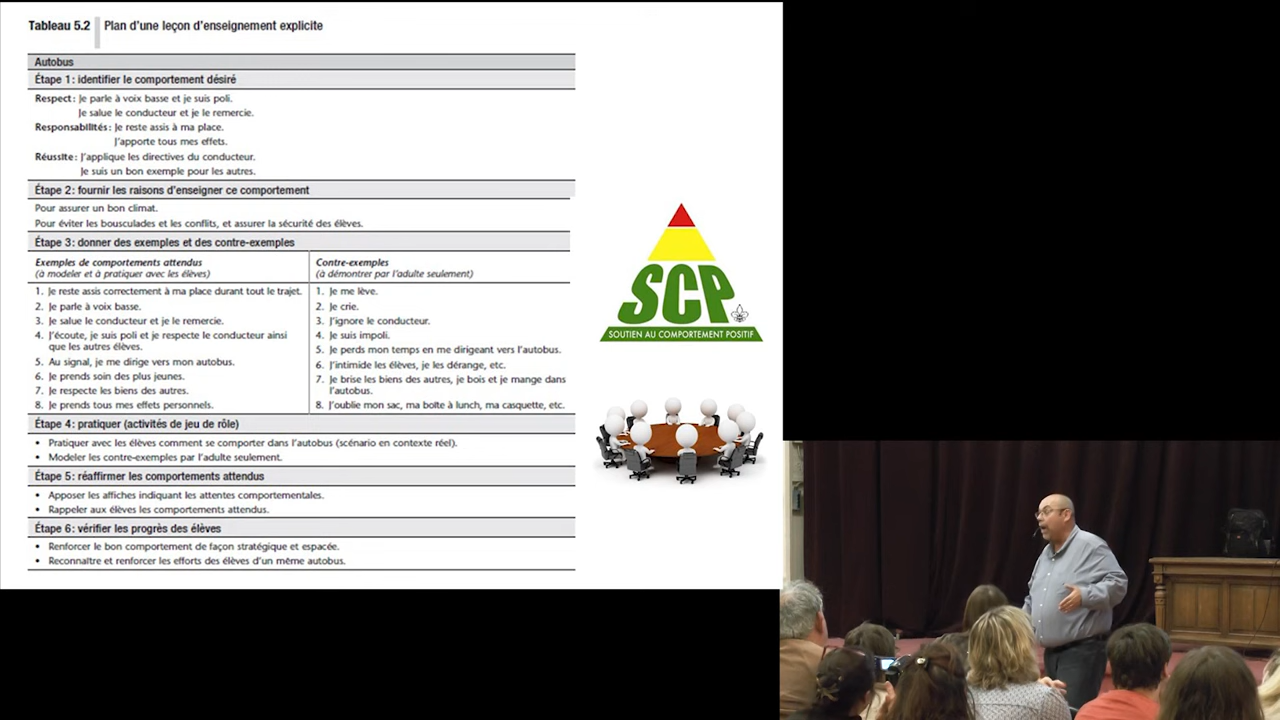 Tableau 5.2 Plan d'une leçon d'enseignement explicite
Autobus
Étape 1 : identifier le comportement désiré
Respect : Je parle à voix basse et je suis poli.
Je salue le conducteur et je le remercie.
Responsabilités : Je reste assis à ma place.
J'apporte tous mes effets.
Réussite : J'applique les directives du conducteur.
Je suis un bon exemple pour les autres.
Étape 2 : fournir les raisons d'enseigner ce comportement
Pour assurer un bon climat.
Pour éviter les bousculades et les conflits, et assurer la sécurité des élèves.
Étape 3 : donner des exemples et des contre-exemples
Exemples de comportements attendus
(à modeler et à pratiquer avec les élèves)
1. Je reste assis correctement à ma place durant tout le trajet.
2. Je parle à voix basse.
3. Je salue le conducteur et je le remercie.
4. J'écoute, je suis poli et je respecte le conducteur ainsi
que les autres élèves.
5. Au signal, je me dirige vers mon autobus.
6. Je prends soin des plus jeunes.
7. Je respecte les biens des autres.
8. Je prends tous mes effets personnels.
Contre-exemples
(à démontrer par l'adulte seulement)
1. Je me lève.
2. Je crie.
3. J'ignore le conducteur.
4. Je suis impoli.
5. Je perds mon temps en me dirigeant vers l'autobus.
6. J'intimide les élèves, je les dérange, etc.
7. Je brise les biens des autres, je bois et je mange dans
l'autobus.
8. J'oublie mon sac, ma boîte à lunch, ma casquette, etc.
Étape 4 : pratiquer (activités de jeu de rôle)
• Pratiquer avec les élèves comment se comporter dans l'autobus (scénario en contexte réel).
• Modeler les contre-exemples par l'adulte seulement.
Étape 5 : réaffirmer les comportements attendus
• Apposer les affiches indiquant les attentes comportementales.
• Rappeler aux élèves les comportements attendus.
Étape 6 : vérifier les progrès des élèves
• Renforcer le bon comportement de façon stratégique et espacée.
• Reconnaître et renforcer les efforts des élèves d'un même autobus.
SCP
SOUTIEN AU COMPORTEMENT POSITIF